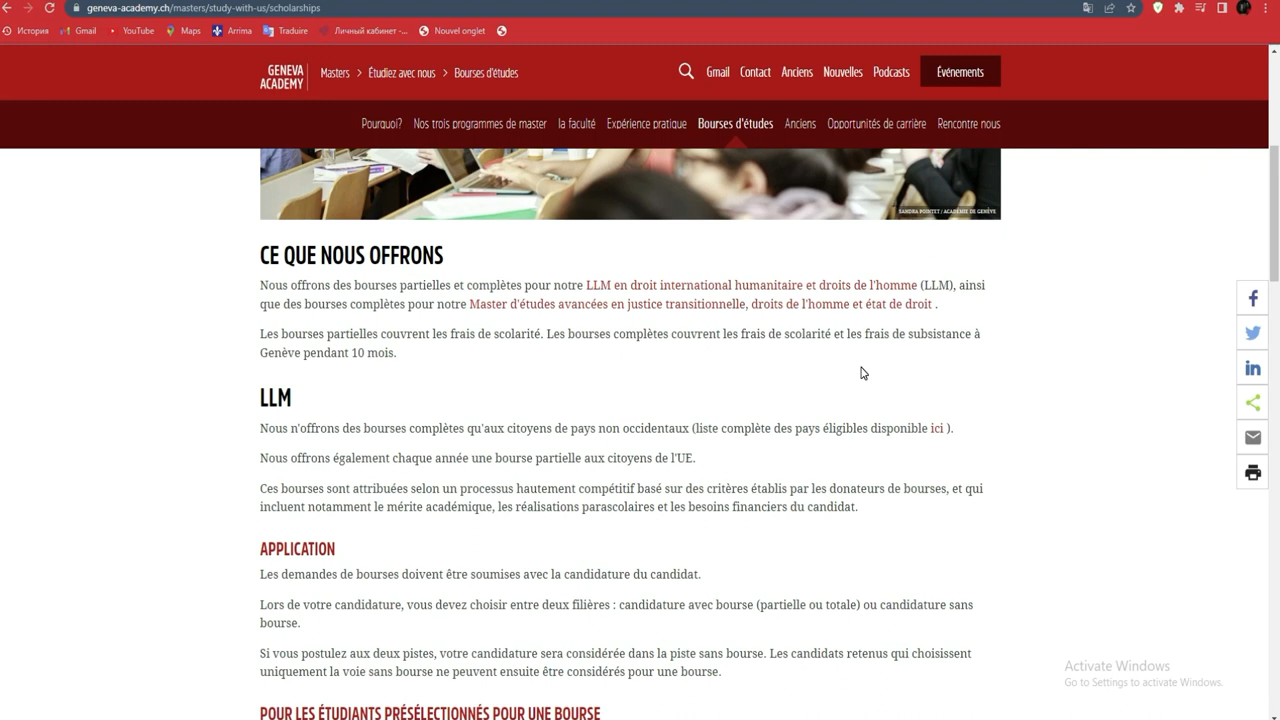 geneva-academy.ch/masters/study-with-us/scholarships
История Gmail YouTube Maps Arrima Traduire Личный кабинет -... Nouvel onglet
GENEVA ACADEMY Masters > Étudiez avec nous > Bourses d'études Gmail Contact Anciens Nouvelles Podcasts Événements
Pourquoi? Nos trois programmes de master la faculté Expérience pratique Bourses d'études Anciens Opportunités de carrière Rencontre nous
SANDRA POINTET / ACADÉMIE DE GENÈVE
CE QUE NOUS OFFRONS
Nous offrons des bourses partielles et complètes pour notre LLM en droit international humanitaire et droits de l'homme (LLM), ainsi
que des bourses complètes pour notre Master d'études avancées en justice transitionnelle, droits de l'homme et état de droit .
Les bourses partielles couvrent les frais de scolarité. Les bourses complètes couvrent les frais de scolarité et les frais de subsistance à
Genève pendant 10 mois.
LLM
Nous n'offrons des bourses complètes qu'aux citoyens de pays non occidentaux (liste complète des pays éligibles disponible ici ).
Nous offrons également chaque année une bourse partielle aux citoyens de l'UE.
Ces bourses sont attribuées selon un processus hautement compétitif basé sur des critères établis par les donateurs de bourses, et qui
incluent notamment le mérite académique, les réalisations parascolaires et les besoins financiers du candidat.
APPLICATION
Les demandes de bourses doivent être soumises avec la candidature du candidat.
Lors de votre candidature, vous devez choisir entre deux filières : candidature avec bourse (partielle ou totale) ou candidature sans
bourse.
Si vous postulez aux deux pistes, votre candidature sera considérée dans la piste sans bourse. Les candidats retenus qui choisissent
uniquement la voie sans bourse ne peuvent ensuite être considérés pour une bourse.
Activate Windows
Go to Settings to activate Windows.
POUR LES ÉTUDIANTS PRÉSÉLECTIONNÉS POUR UNE BOURSE